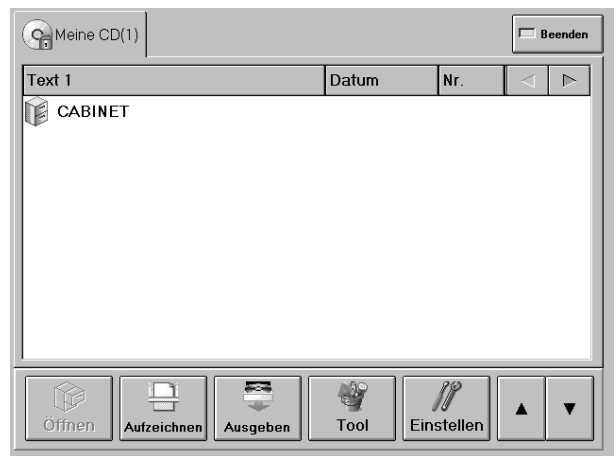 Meine CD(1)
Beenden
Text 1 Datum Nr.
CABINET
Öffnen Aufzeichnen Ausgeben Tool Einstellen